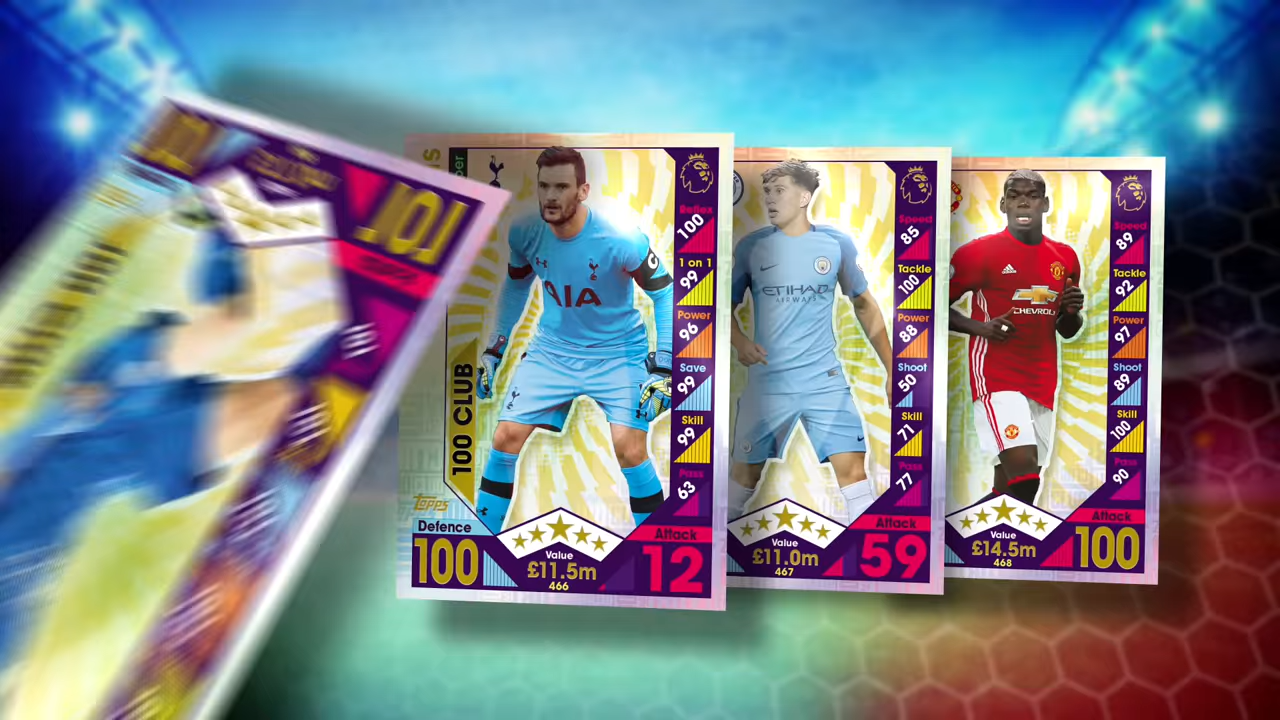 100 CLUB
AIA
Reflex
100
1 on 1
99
Power
96
Save
99
Skill
99
Pass
63
Topps
Defence
100
Value
£11.5m
466
Attack
12
ETIHAD
AIRWAYS
Speed
85
Tackle
100
Power
88
Shoot
50
Skill
71
Pass
77
Value
£11.0m
467
Attack
59
CHEVROLET
Speed
89
Tackle
92
Power
97
Shoot
89
Skill
100
Pass
90
Value
£14.5m
468
Attack
100